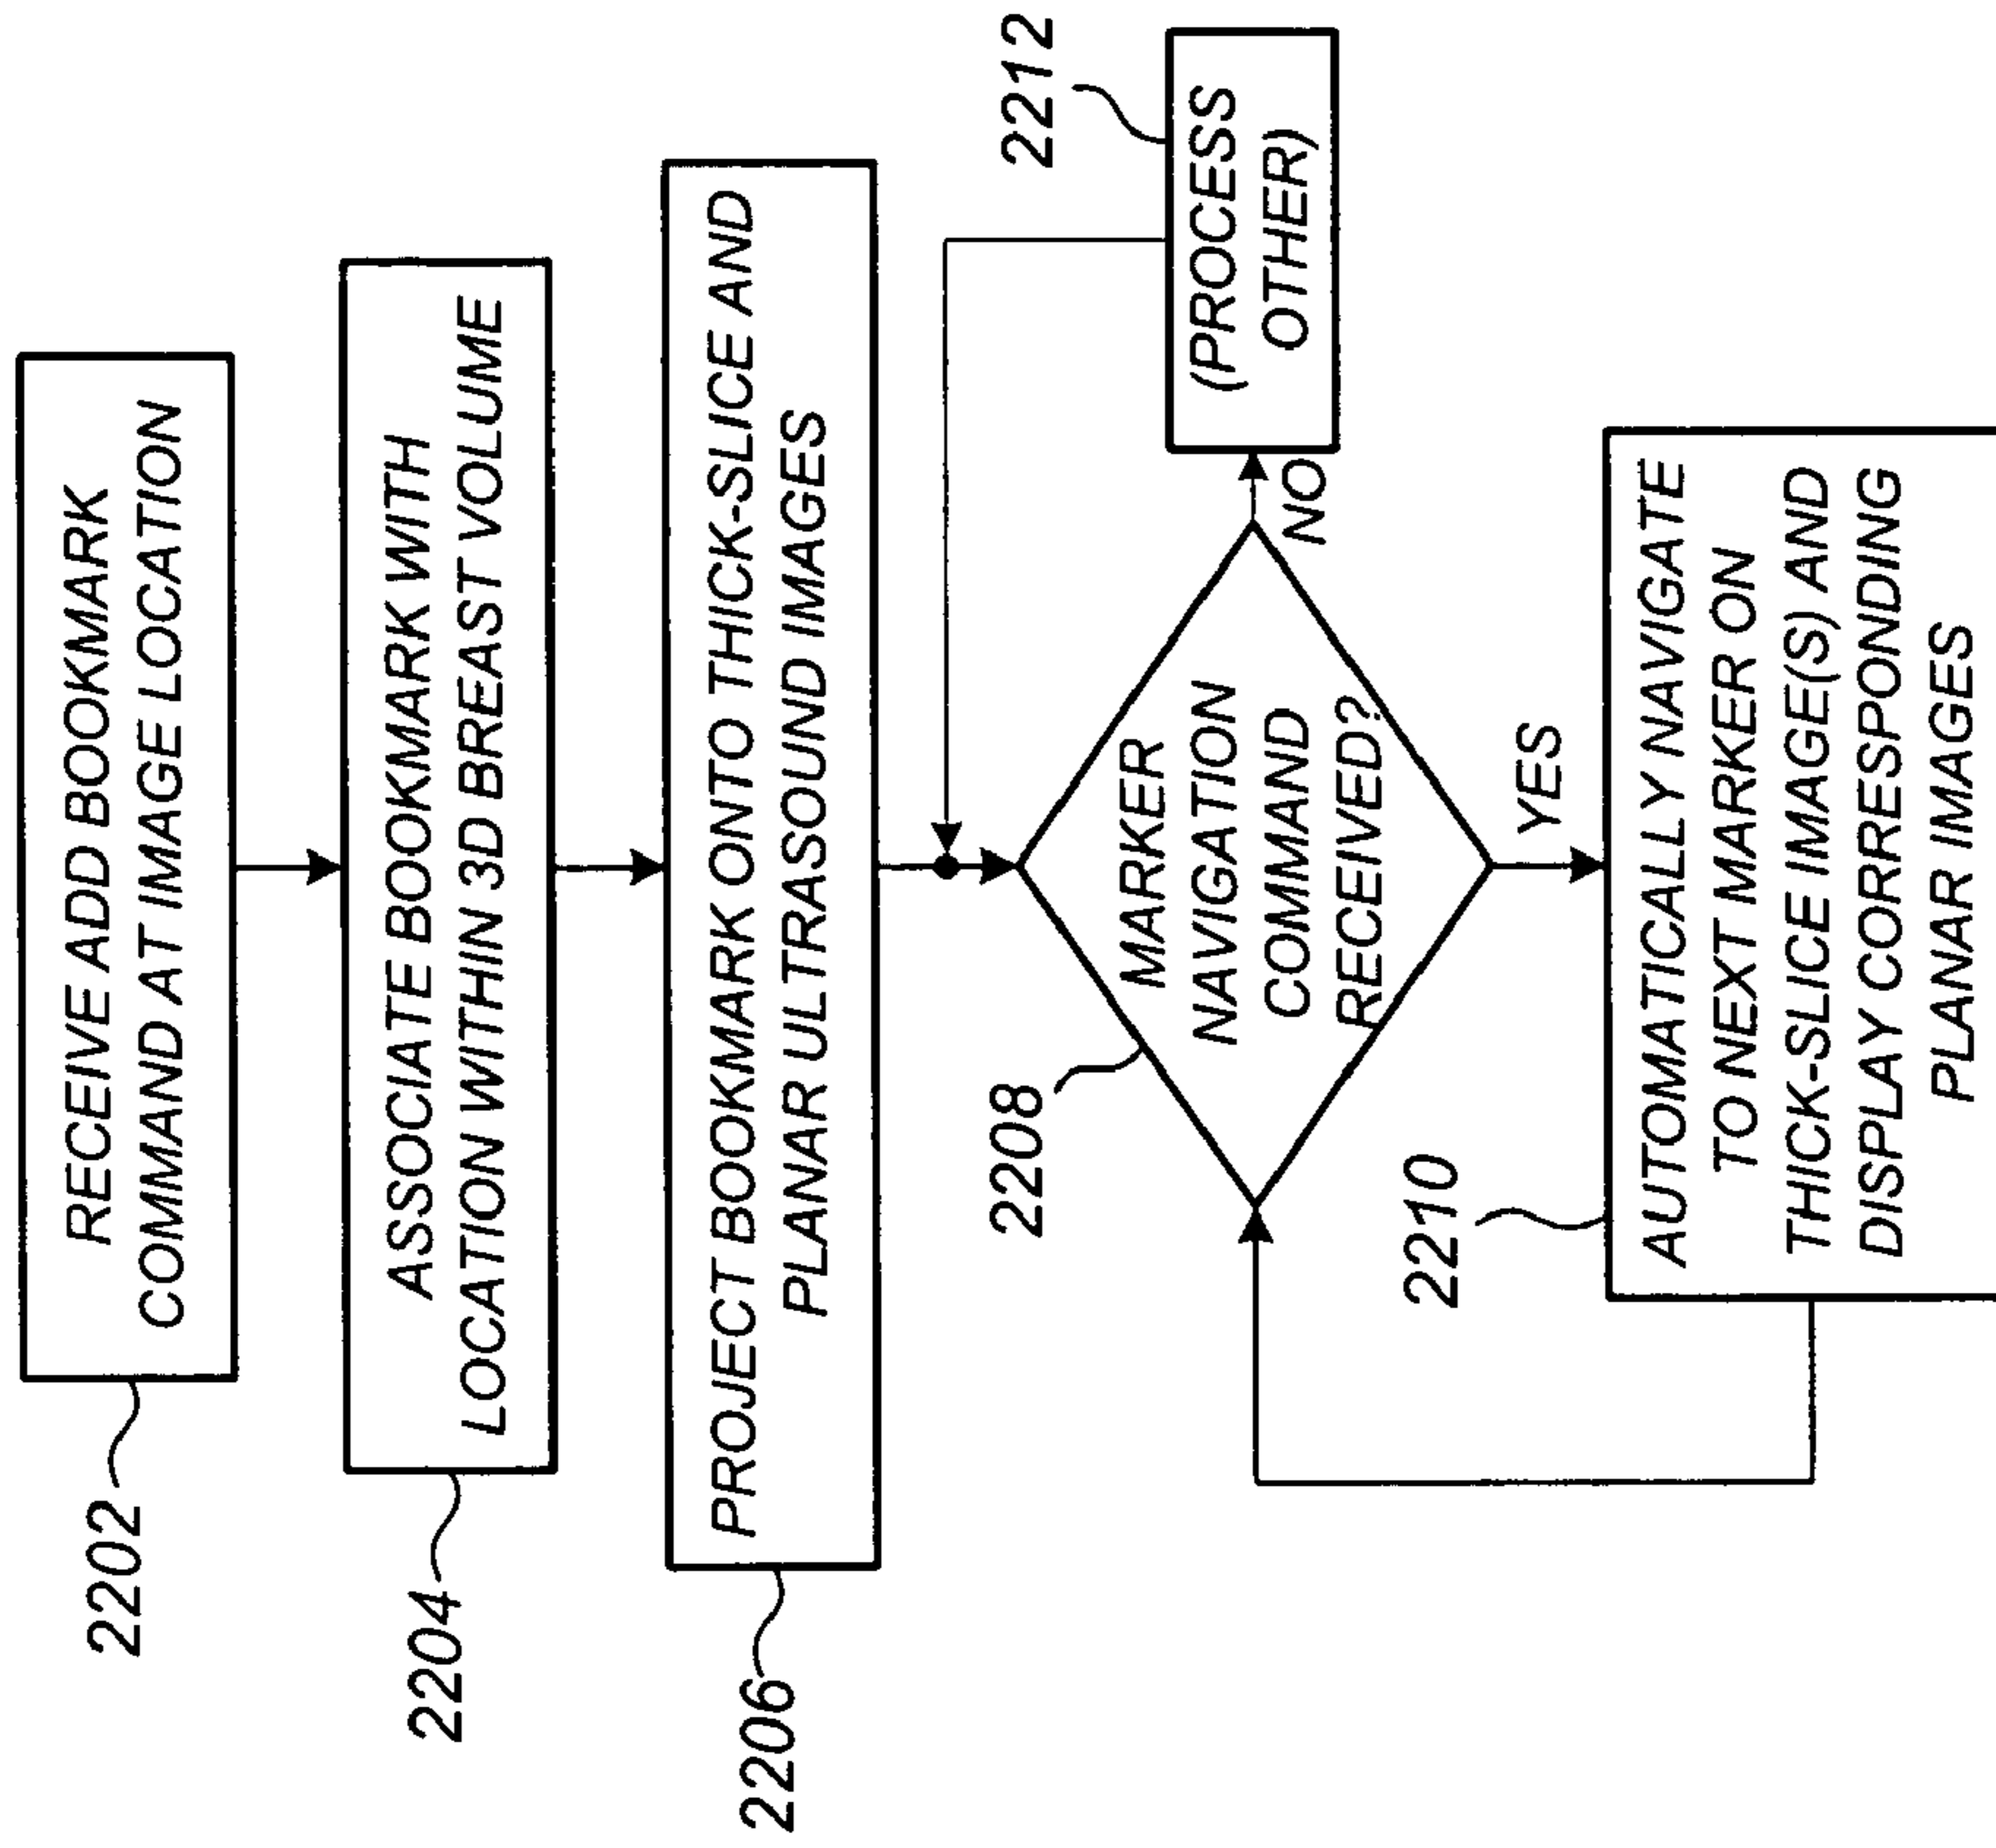 2202
RECEIVE ADD BOOKMARK
COMMAND AT IMAGE LOCATION
2204
ASSOCIATE BOOKMARK WITH
LOCATION WITHIN 3D BREAST VOLUME
2206
PROJECT BOOKMARK ONTO THICK-SLICE AND
PLANAR ULTRASOUND IMAGES
2208
MARKER
NAVIGATION
COMMAND
RECEIVED?
NO
2212
(PROCESS
OTHER)
YES
2210
AUTOMATICALLY NAVIGATE
TO NEXT MARKER ON
THICK-SLICE IMAGE(S) AND
DISPLAY CORRESPONDING
PLANAR IMAGES